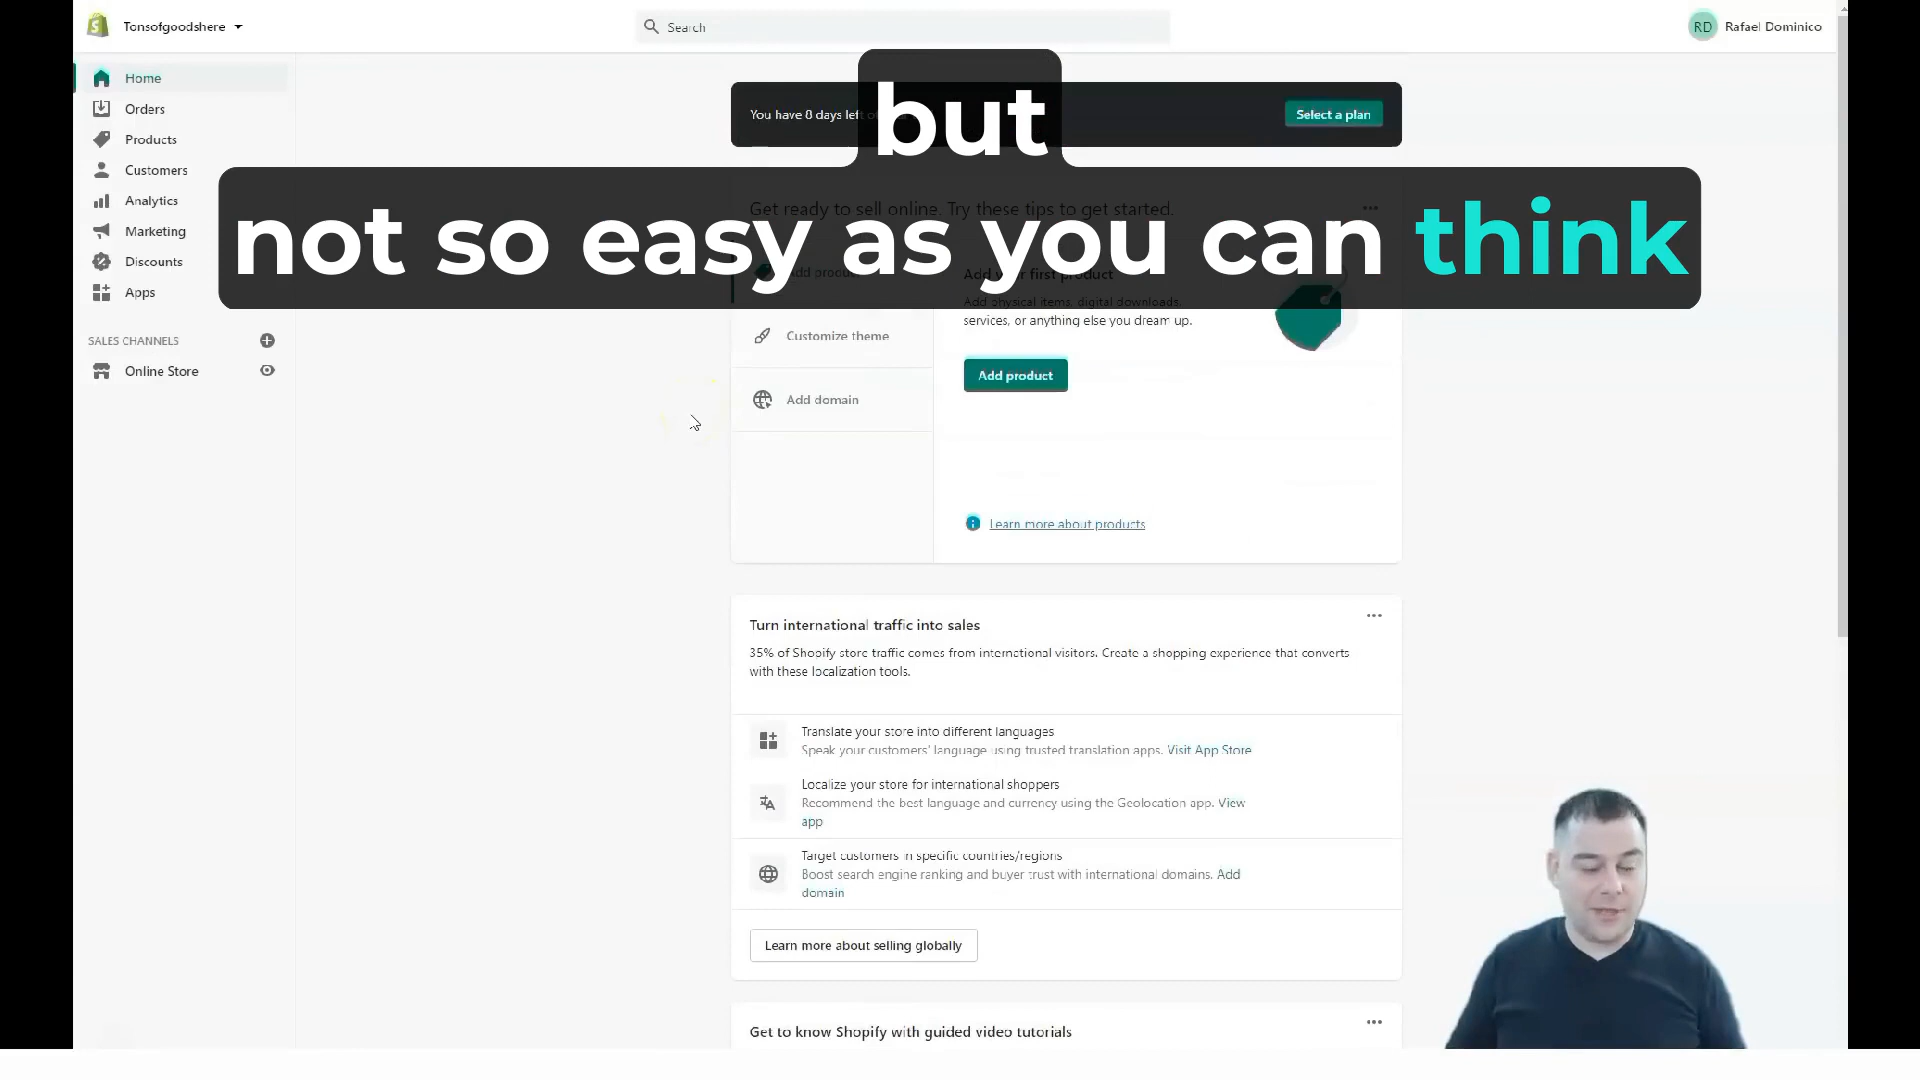 Tonsofgoodshere
Search
RD Rafael Dominico
Home
Orders
Products
Customers
Analytics
Marketing
Discounts
Apps
SALES CHANNELS
Online Store
You have 8 days left
Select a plan
but
not so easy as you can think
Get ready to sell online. Try these tips to get started.
Add product
Customize theme
Add domain
Add your first product
Add physical items, digital downloads,
services, or anything else you dream up.
Add product
Learn more about products
Turn international traffic into sales
35% of Shopify store traffic comes from international visitors. Create a shopping experience that converts
with these localization tools.
Translate your store into different languages
Speak your customers' language using trusted translation apps. Visit App Store
Localize your store for international shoppers
Recommend the best language and currency using the Geolocation app. View
app
Target customers in specific countries/regions
Boost search engine ranking and buyer trust with international domains. Add
domain
Learn more about selling globally
Get to know Shopify with guided video tutorials